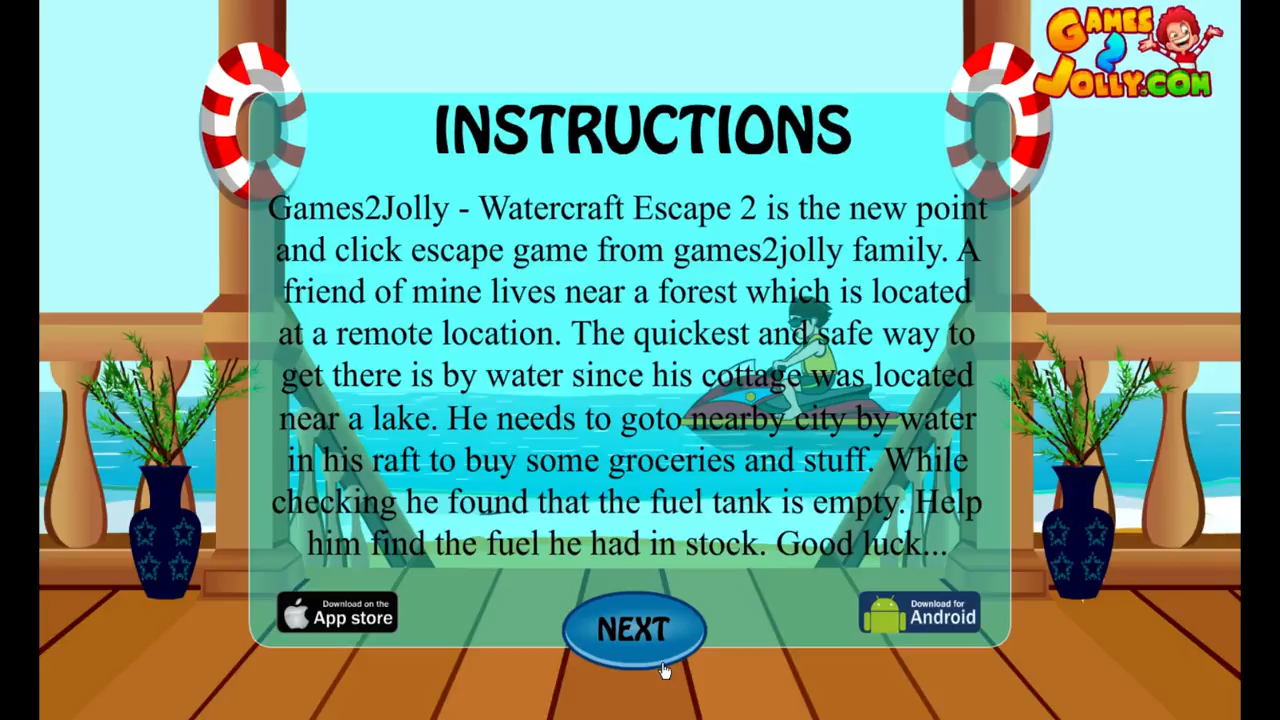 GAMES
2
JOLLY.COM
INSTRUCTIONS
Games2Jolly - Watercraft Escape 2 is the new point
and click escape game from games2jolly family. A
friend of mine lives near a forest which is located
at a remote location. The quickest and safe way to
get there is by water since his cottage was located
near a lake. He needs to goto nearby city by water
in his raft to buy some groceries and stuff. While
checking he found that the fuel tank is empty. Help
him find the fuel he had in stock. Good luck...
Download on the
App store
NEXT
Download for
Android